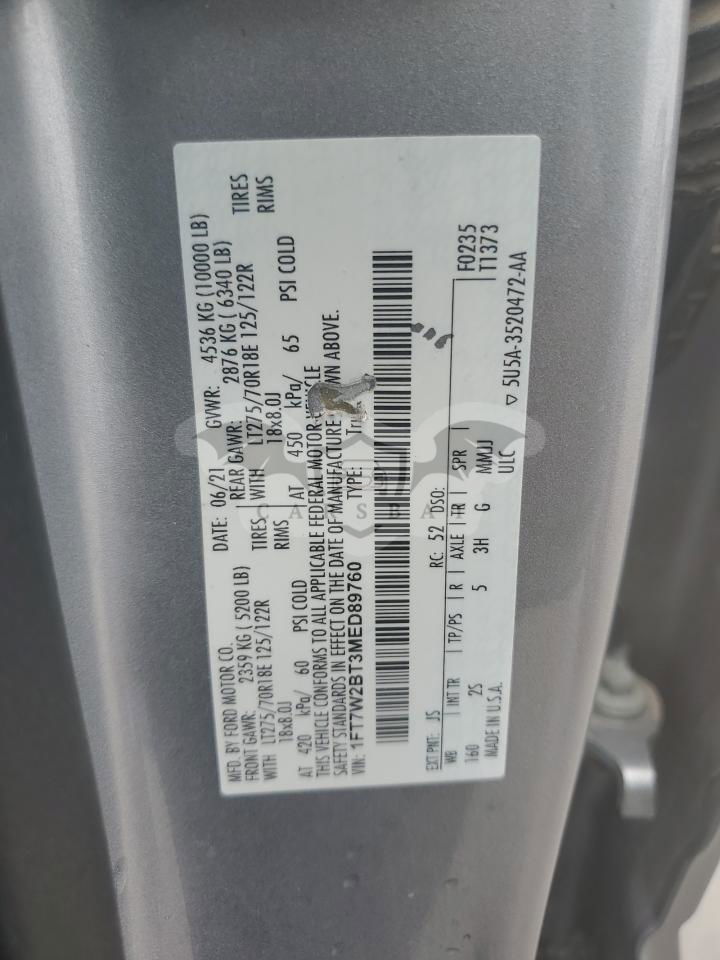 MFD. BY FORD MOTOR CO. DATE: 06/21 GVWR: 4536 KG (10000 LB)
FRONT GAWR: 2359 KG ( 5200 LB) REAR GAWR: 2876 KG ( 6340 LB)
WITH LT275/70R18E 125/122R TIRES WITH LT275/70R18E 125/122R TIRES
18x8.0J RIMS 18x8.0J RIMS
AT 420 kPa/ 60 PSI COLD AT 450 kPa/ 65 PSI COLD
THIS VEHICLE CONFORMS TO ALL APPLICABLE FEDERAL MOTOR VEHICLE
SAFETY STANDARDS IN EFFECT ON THE DATE OF MANUFACTURE ABOVE.
VIN: 1FT7W2BT3MED89760 TYPE:
EXT PNT: JS RC: 52 DSO: F0235
WB INT TR TP/PS R AXLE TR SPR T1373
160 2S 5 3H G MMJJ
MADE IN U.S.A. ULC ▽ 5U5A-3520472-AA
CARSBAT